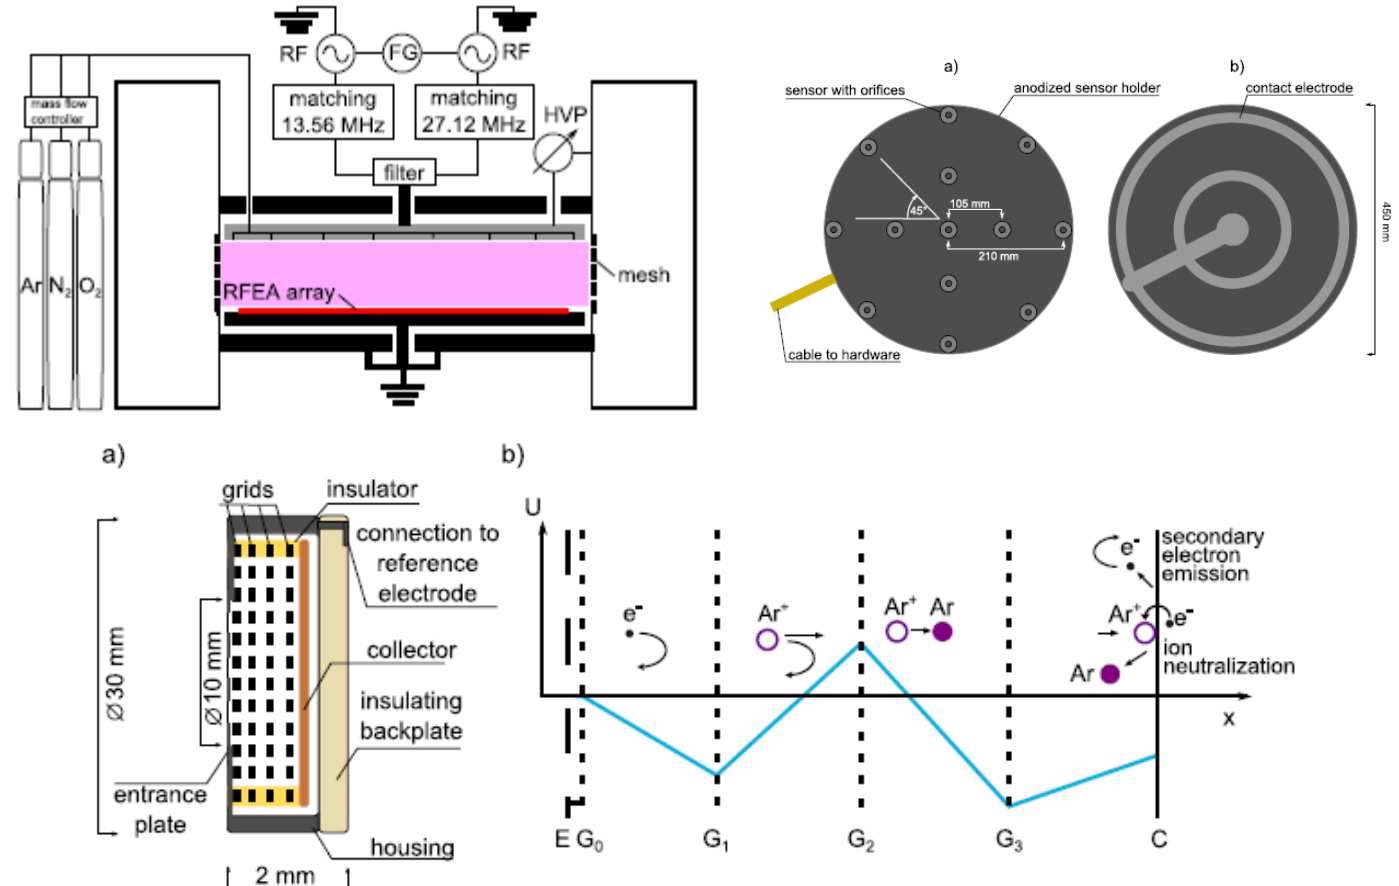 RF
FG
RF
matching
13.56 MHz
matching
27.12 MHz
HVP
mass flow
controller
filter
Ar
N₂
O₂
mesh
RFEA array
a)
b)
sensor with orifices
anodized sensor holder
contact electrode
45°
105 mm
210 mm
450 mm
cable to hardware
a)
grids
insulator
connection to
reference
electrode
collector
insulating
backplate
Ø30 mm
Ø10 mm
entrance
plate
housing
2 mm
b)
U
e⁻
Ar⁺
Ar⁺
Ar
e⁻
secondary
electron
emission
Ar⁺
e⁻
ion
neutralization
Ar
x
E
G₀
G₁
G₂
G₃
C